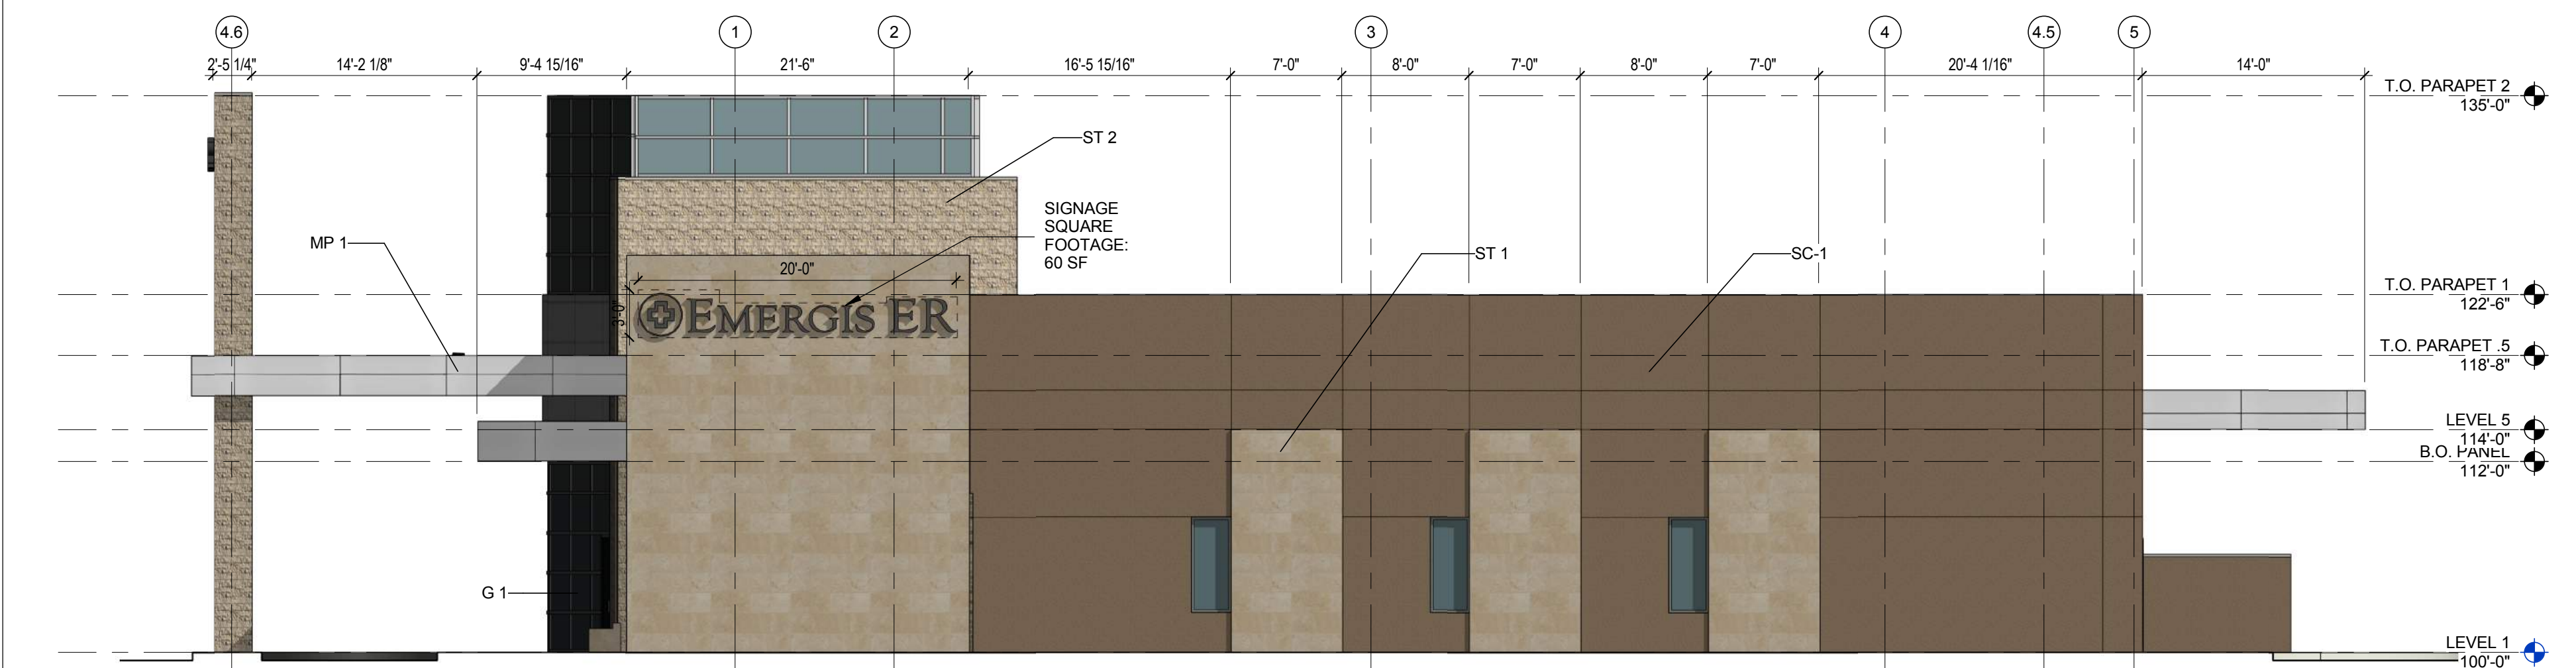 4.6
1
2
3
4
4.5
5
2'-5 1/4"
14'-2 1/8"
9'-4 15/16"
21'-6"
16'-5 15/16"
7'-0"
8'-0"
7'-0"
8'-0"
7'-0"
20'-4 1/16"
14'-0"
T.O. PARAPET 2
135'-0"
ST 2
SIGNAGE
SQUARE
FOOTAGE:
60 SF
MP 1
ST 1
SC-1
20'-0"
3'-0"
EMERGIS ER
T.O. PARAPET 1
122'-6"
T.O. PARAPET .5
118'-8"
LEVEL 5
114'-0"
B.O. PANEL
112'-0"
G 1
LEVEL 1
100'-0"